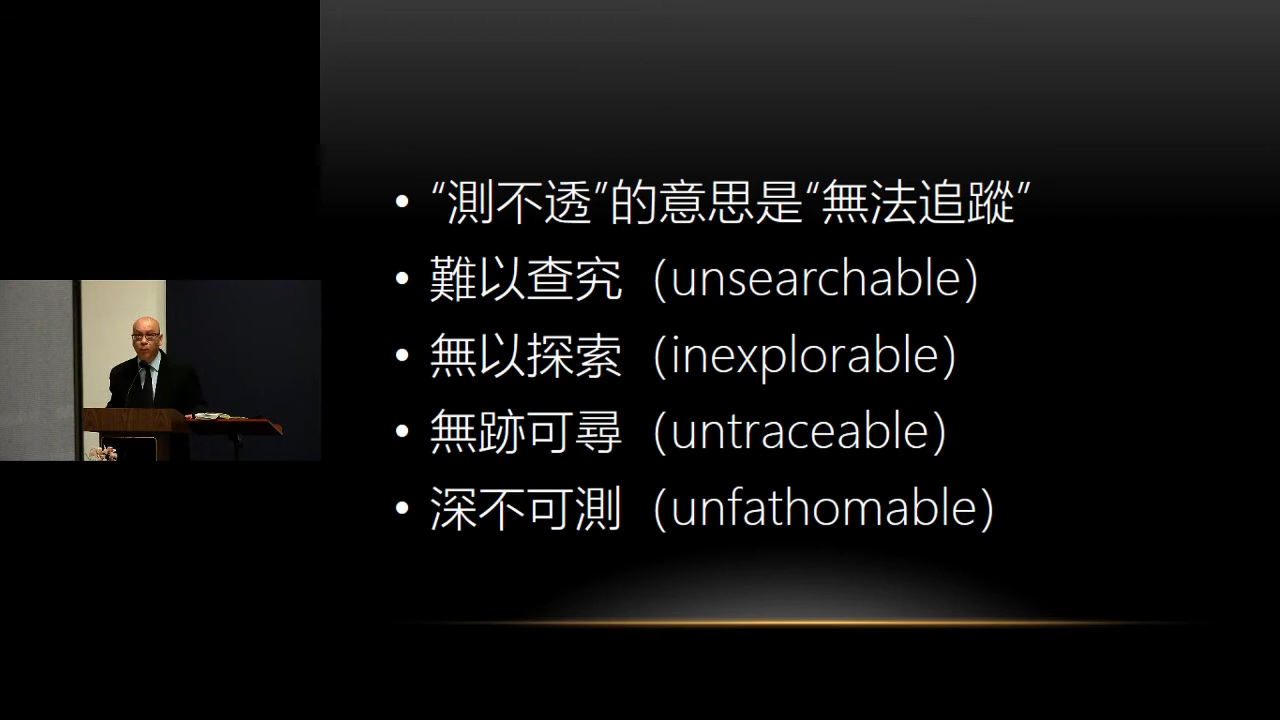 • “測不透”的意思是“無法追蹤”
• 難以查究（unsearchable）
• 無以探索（inexplorable）
• 無跡可尋（untraceable）
• 深不可測（unfathomable）